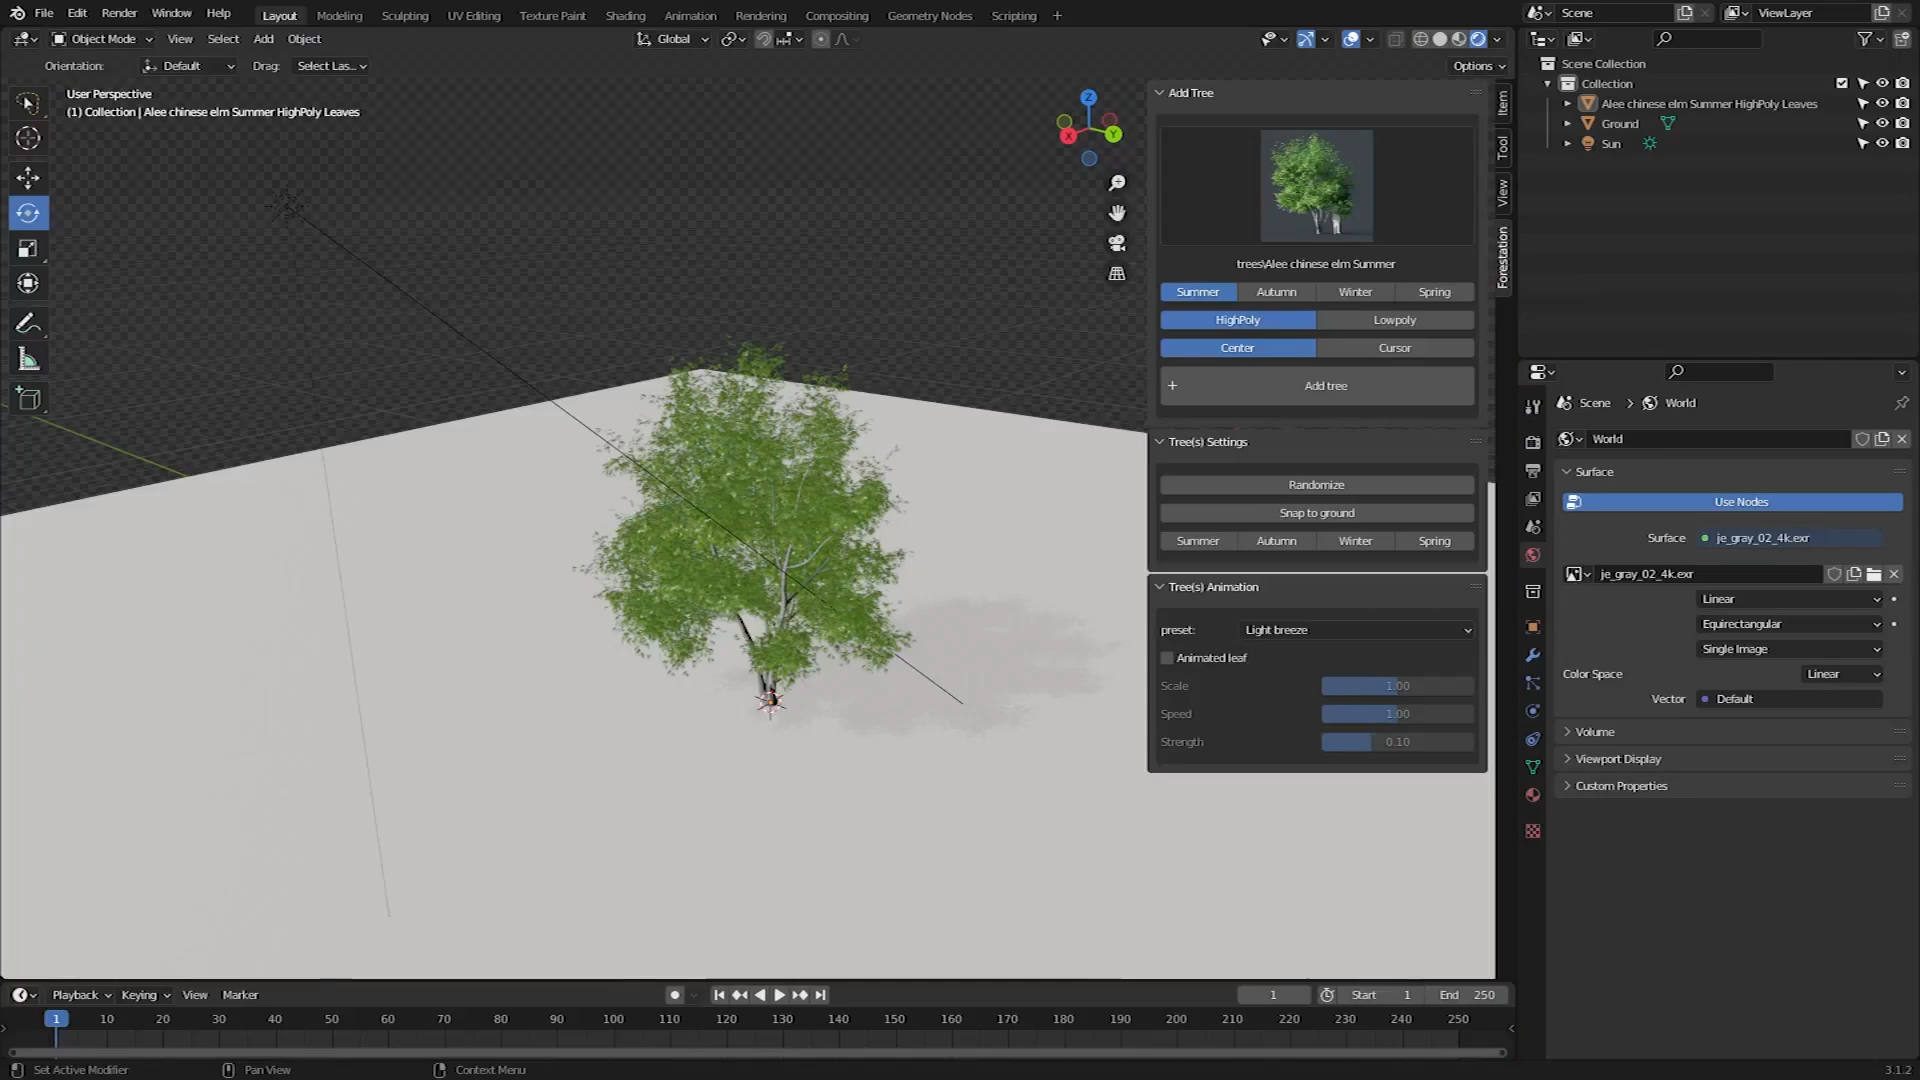 File Edit Render Window Help Layout Modeling Sculpting UV Editing Texture Paint Shading Animation Rendering Compositing Geometry Nodes Scripting +
Scene ViewLayer
Object Mode View Select Add Object Global
Orientation: Default Drag: Select Las... Options
User Perspective
(1) Collection | Alee chinese elm Summer HighPoly Leaves
Z
X
Y
Add Tree
trees\Alee chinese elm Summer
Summer Autumn Winter Spring
HighPoly Lowpoly
Center Cursor
+ Add tree
Tree(s) Settings
Randomize
Snap to ground
Summer Autumn Winter Spring
Tree(s) Animation
preset: Light breeze
Animated leaf
Scale 1.00
Speed 1.00
Strength 0.10
Item
Tool
View
Forestation
Scene Collection
Collection
Alee chinese elm Summer HighPoly Leaves
Ground
Sun
Scene > World
World
Surface
Use Nodes
Surface je_gray_02_4k.exr
je_gray_02_4k.exr
Linear
Equirectangular
Single Image
Color Space Linear
Vector Default
Volume
Viewport Display
Custom Properties
Playback Keying View Marker 1 Start 1 End 250
1 10 20 30 40 50 60 70 80 90 100 110 120 130 140 150 160 170 180 190 200 210 220 230 240 250
Set Active Modifier Pan View Context Menu 3.1.2